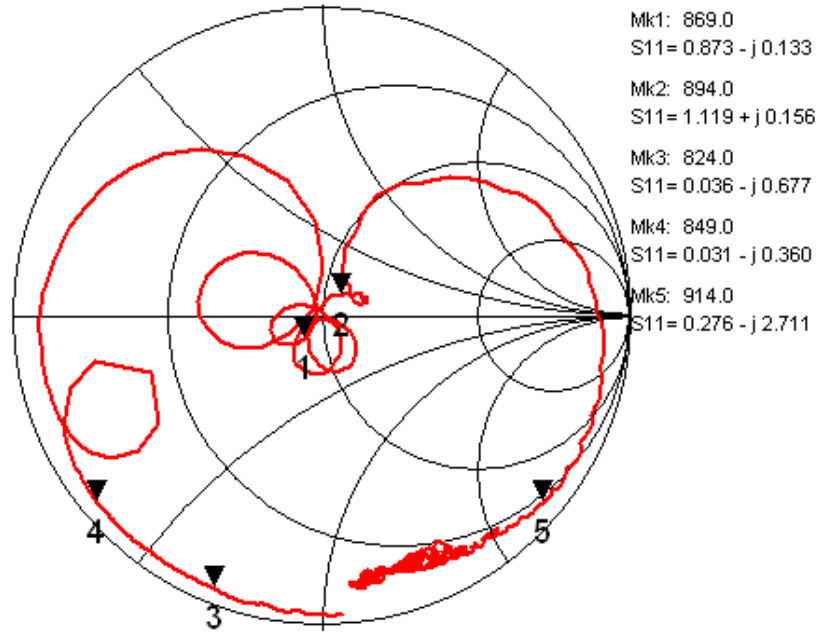 Mk1: 869.0
S11= 0.873 - j 0.133
Mk2: 894.0
S11= 1.119 + j 0.156
Mk3: 824.0
S11= 0.036 - j 0.677
Mk4: 849.0
S11= 0.031 - j 0.360
Mk5: 914.0
S11= 0.276 - j 2.711
2
1
4
5
3